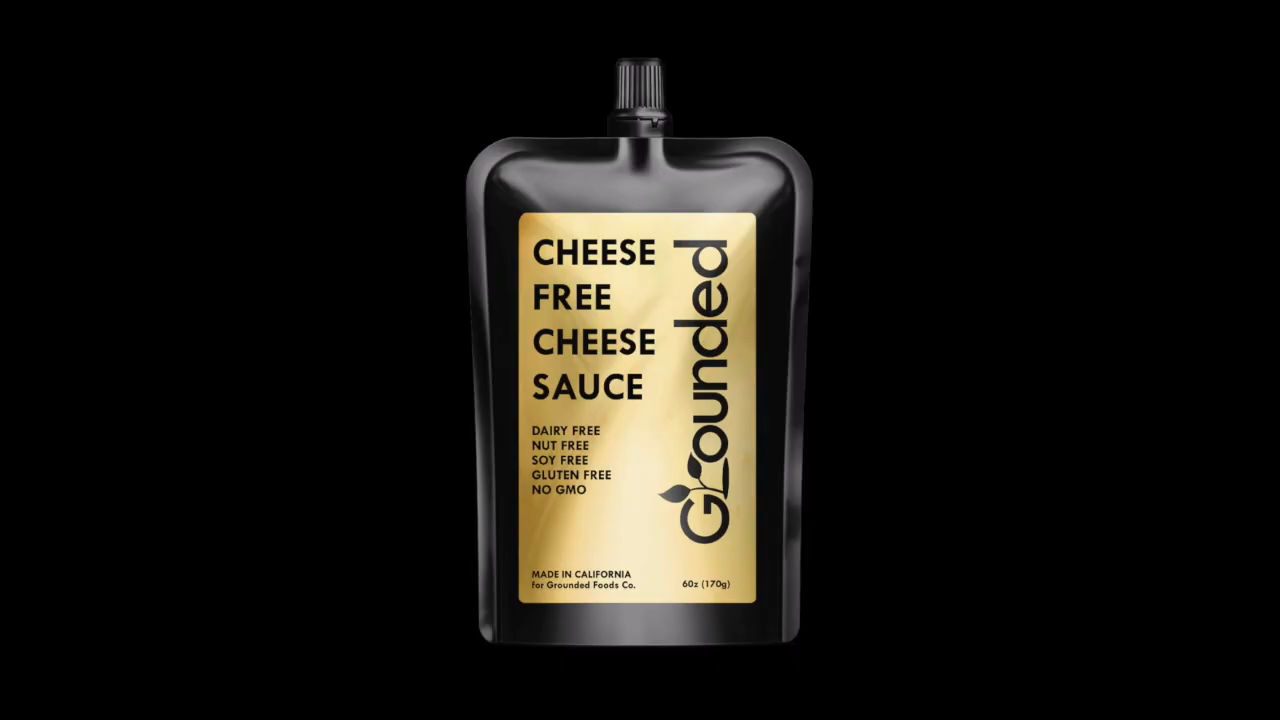 CHEESE
FREE
CHEESE
SAUCE
Grounded
DAIRY FREE
NUT FREE
SOY FREE
GLUTEN FREE
NO GMO
MADE IN CALIFORNIA
for Grounded Foods Co.
6oz (170g)